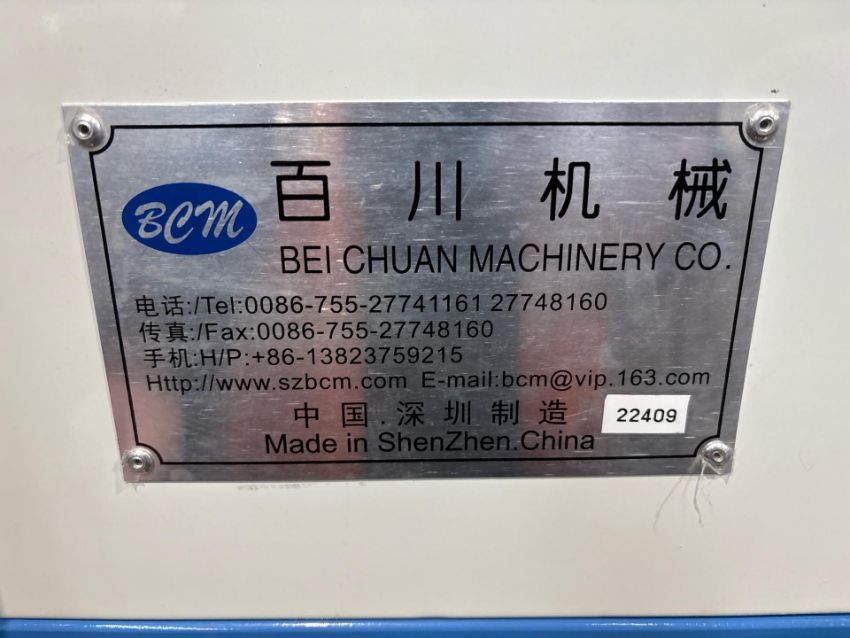 BCM
百川机械
BEI CHUAN MACHINERY CO.
电话:/Tel:0086-755-27741161 27748160
传真:/Fax:0086-755-27748160
手机:H/P:+86-13823759215
Http://www.szbcm.com E-mail:bcm@vip.163.com
中国.深圳制造
22409
Made in ShenZhen.China